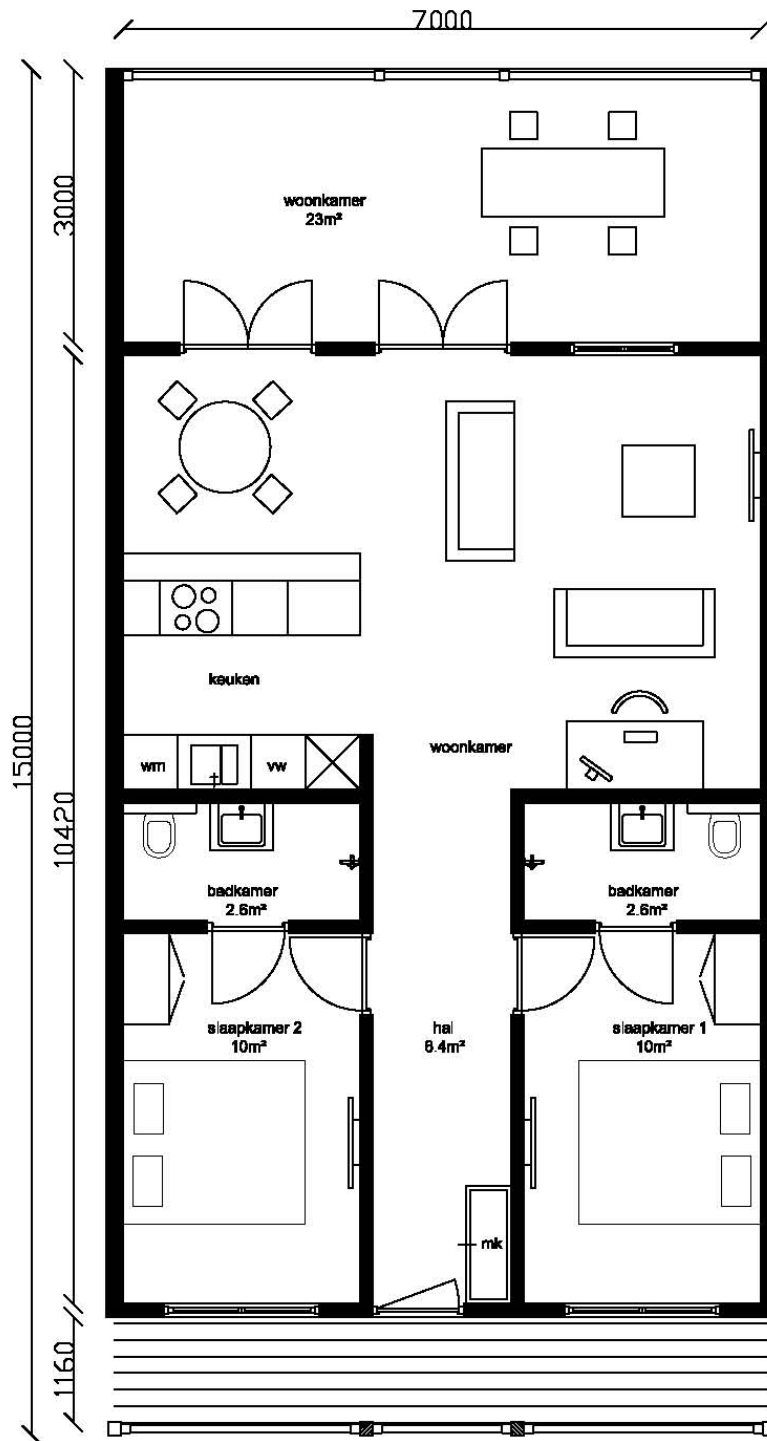 7000
3000
woonkamer
23m²
15000
10420
keuken
woonkamer
wm
vw
badkamer
2.6m²
badkamer
2.6m²
slaapkamer 2
10m²
hal
8.4m²
slaapkamer 1
10m²
mk
1160